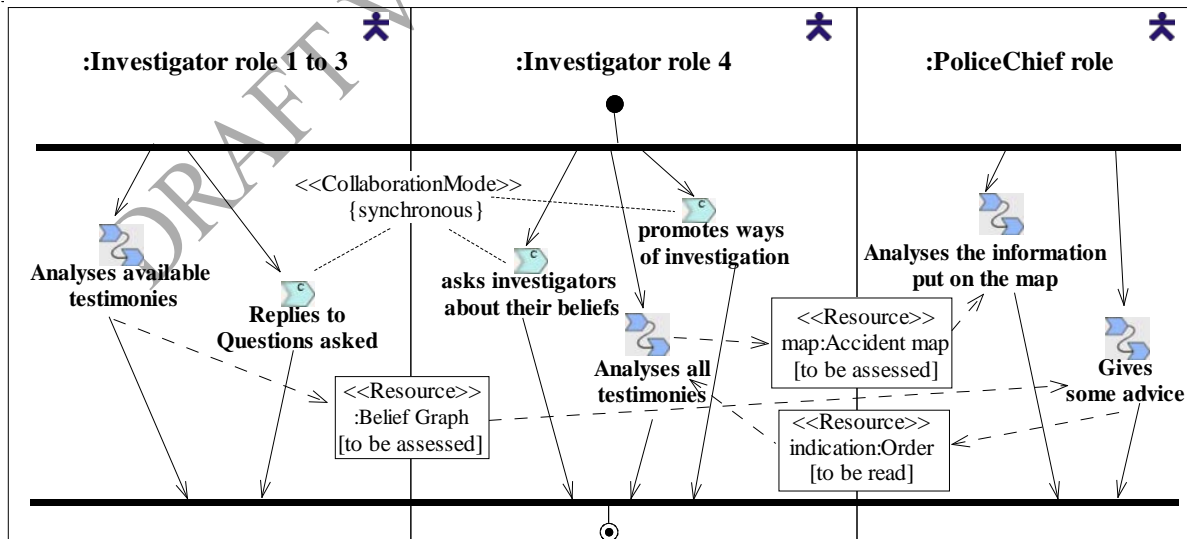 :Investigator role 1 to 3
:Investigator role 4
:PoliceChief role
DRAFT
<<CollaborationMode>>
{synchronous}
C
promotes ways
of investigation
Analyses available
testimonies
C
Replies to
Questions asked
C
asks investigators
about their beliefs
Analyses the information
put on the map
<<Resource>>
map:Accident map
[to be assessed]
Analyses all
testimonies
Gives
some advice
<<Resource>>
:Belief Graph
[to be assessed]
<<Resource>>
indication:Order
[to be read]